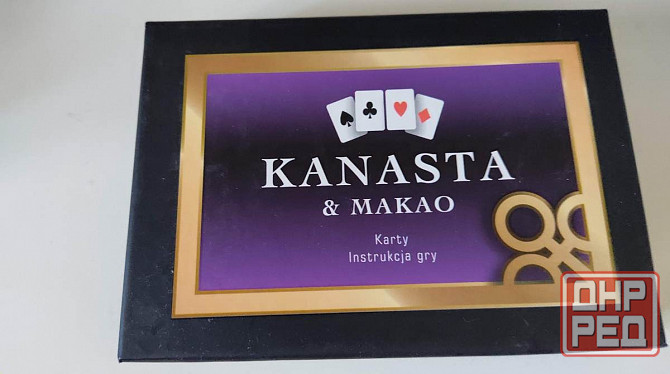 KANASTA
& MAKAO
Karty
Instrukcja gry
ДНР
РЕД